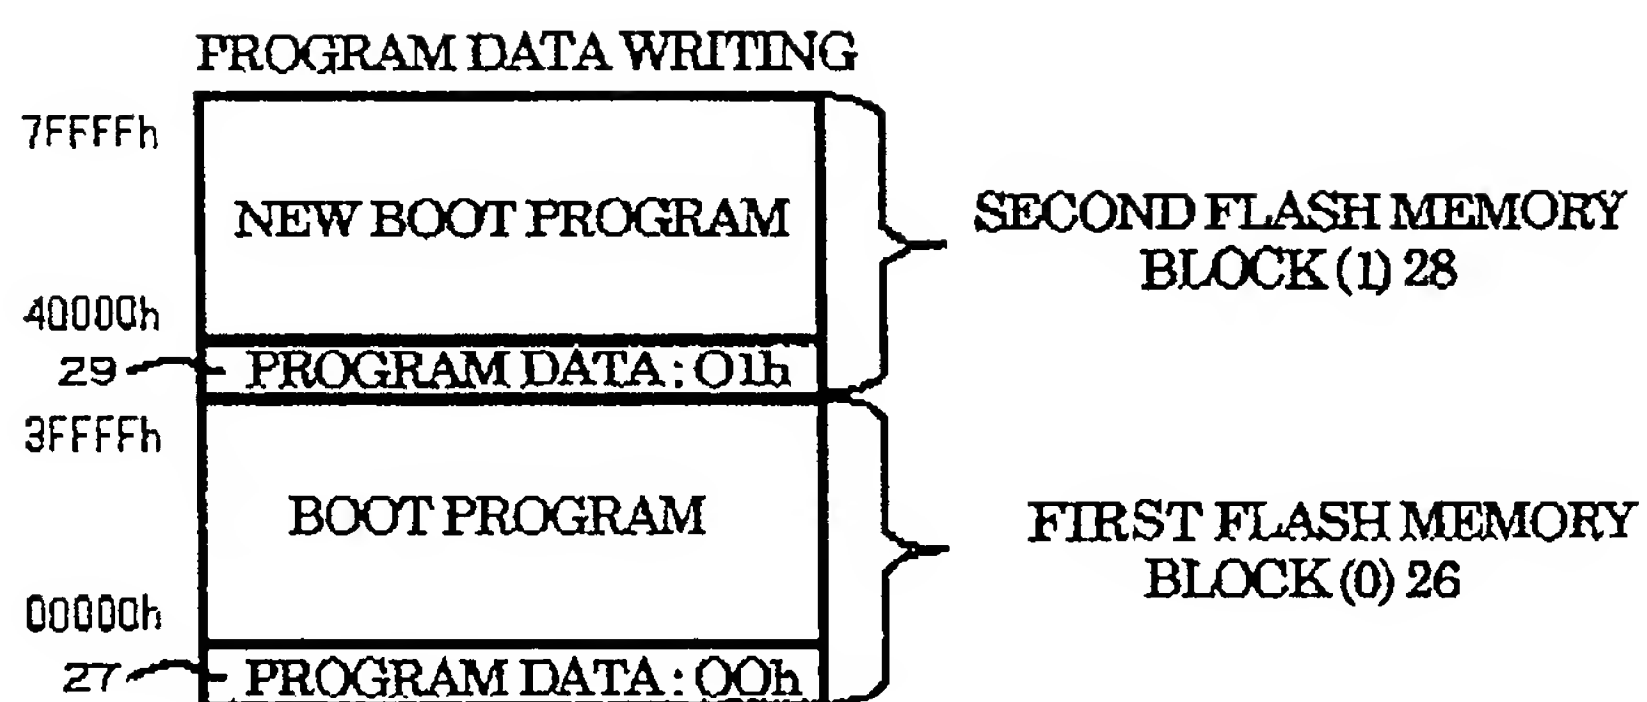 PROGRAM DATA WRITING
7FFFFh
NEW BOOT PROGRAM
SECOND FLASH MEMORY
BLOCK (1) 28
40000h
29
PROGRAM DATA : 01h
3FFFFh
BOOT PROGRAM
FIRST FLASH MEMORY
BLOCK (0) 26
00000h
27
PROGRAM DATA : 00h